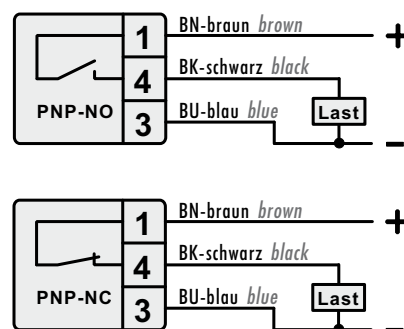 1 BN-braun brown +
4 BK-schwarz black
PNP-NO 3 BU-blau blue Last
–
1 BN-braun brown +
4 BK-schwarz black
PNP-NC 3 BU-blau blue Last
–